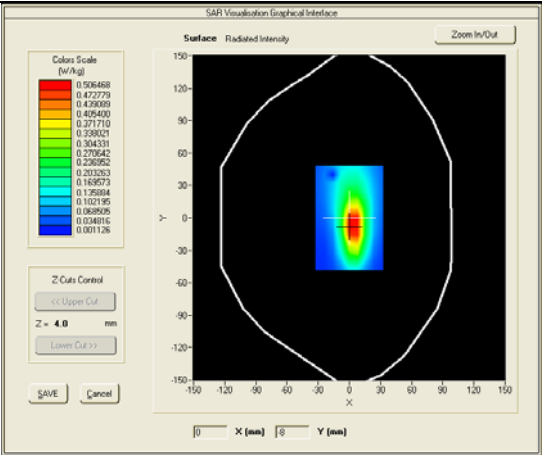 SAR Visualisation Graphical Interface
Surface Radiated Intensity
Zoom In/Out
Colors Scale
(W/kg)
0.506468
0.472779
0.439089
0.405400
0.371710
0.338021
0.304331
0.270642
0.236952
0.203263
0.169573
0.135884
0.102195
0.068505
0.034816
0.001126
Z-Cuts Control
<< Upper Cut
Z = 4.0 mm
Lower Cut >>
SAVE Cancel
150-
120-
90-
60-
30-
0-
-30-
-60-
-90-
-120-
-150-
Y
-150 -120 -90 -60 -30 0 30 60 90 120 150
X
0 X (mm) -8 Y (mm)